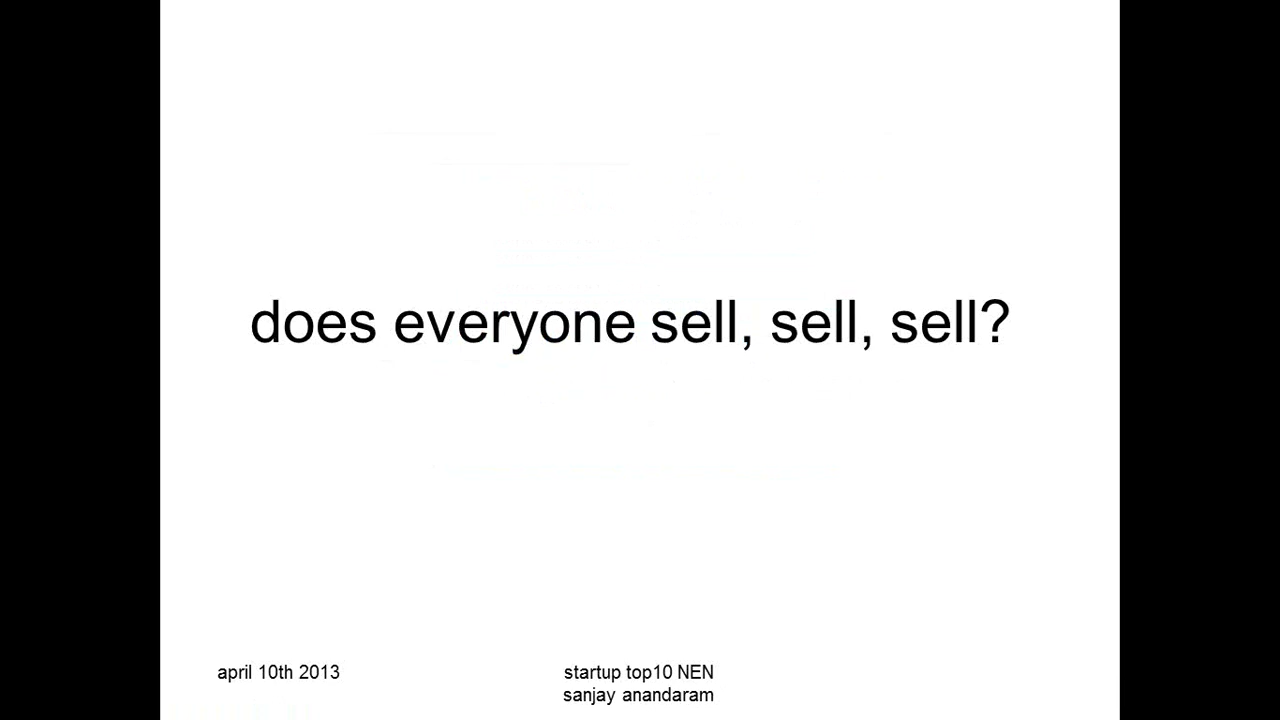 does everyone sell, sell, sell?
april 10th 2013
startup top10 NEN
sanjay anandaram